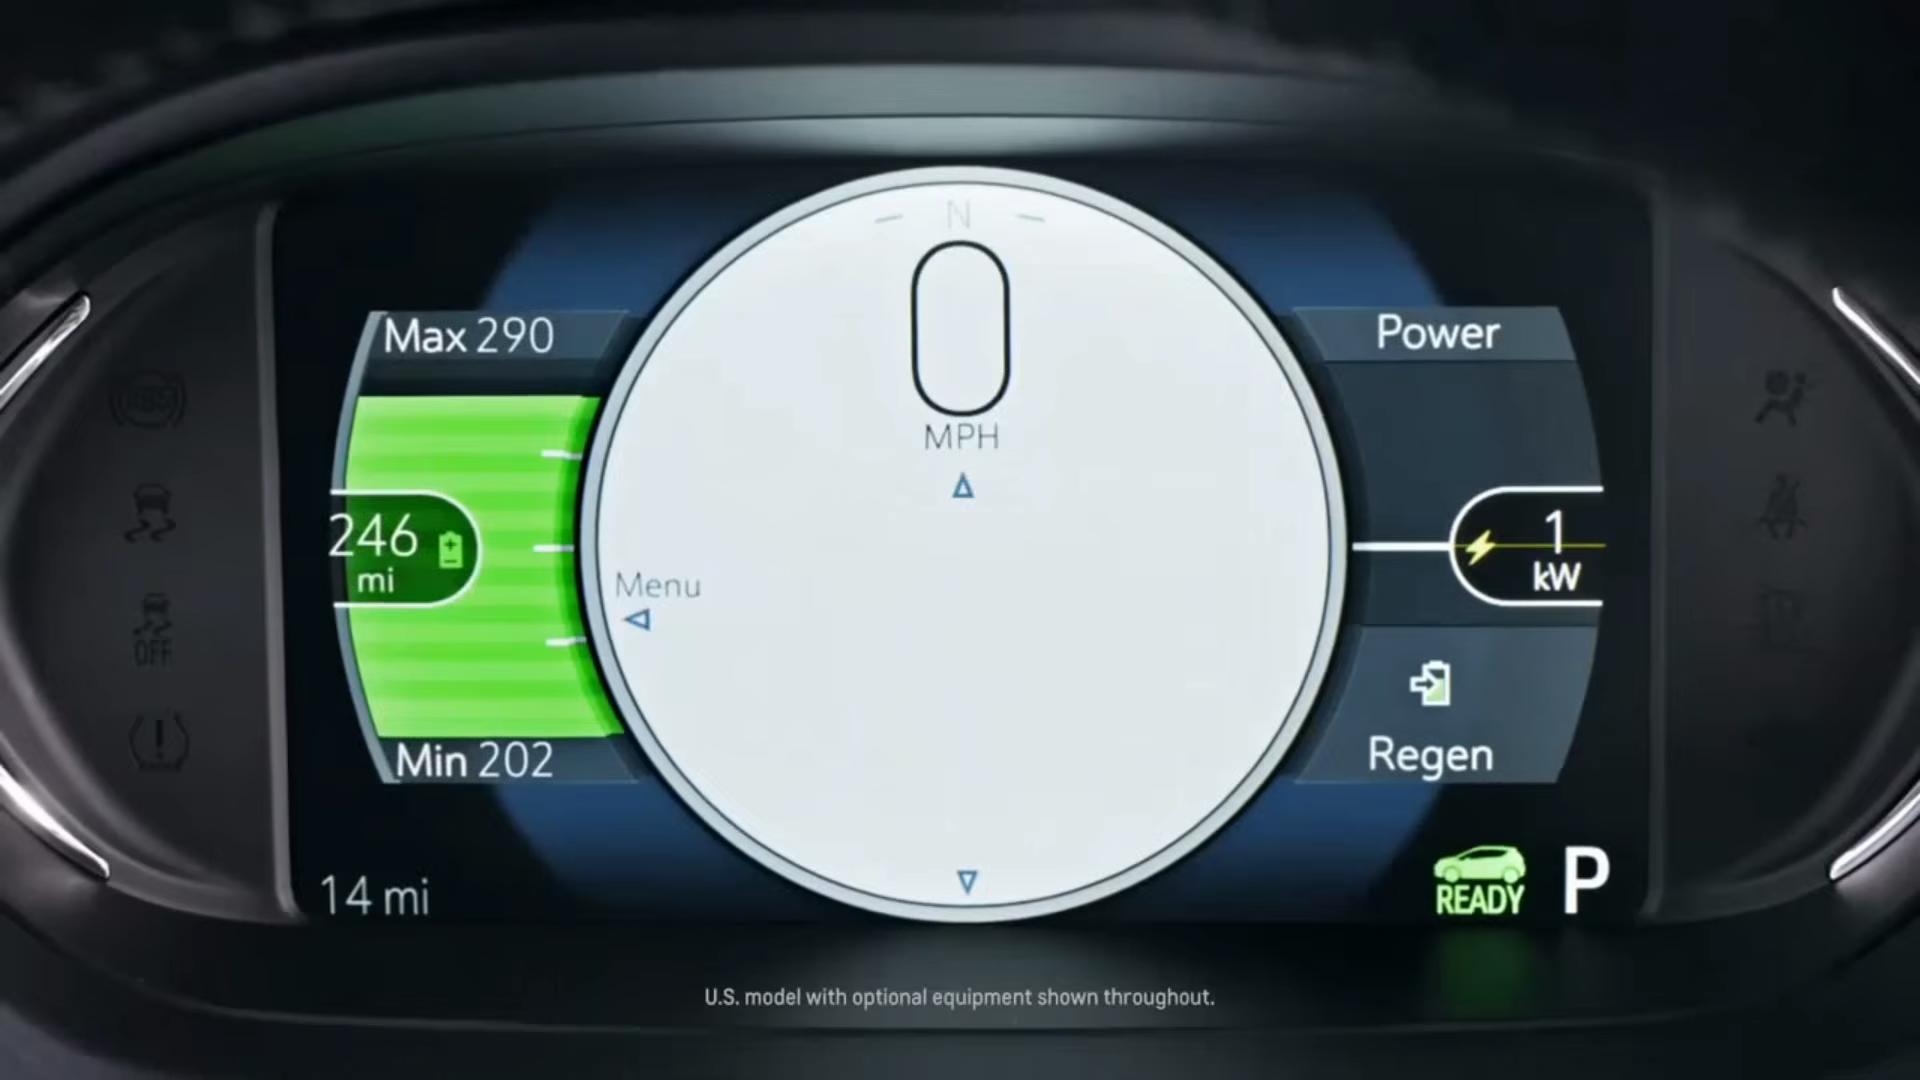 N
0
MPH
Max 290
Power
246
mi
1
kW
Menu
OFF
Min 202
Regen
14 mi
READY
P
U.S. model with optional equipment shown throughout.